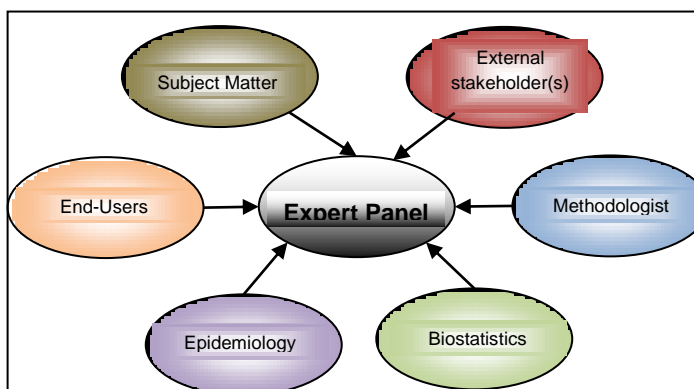 Subject Matter
External
stakeholder(s)
End-Users
Expert Panel
Methodologist
Epidemiology
Biostatistics